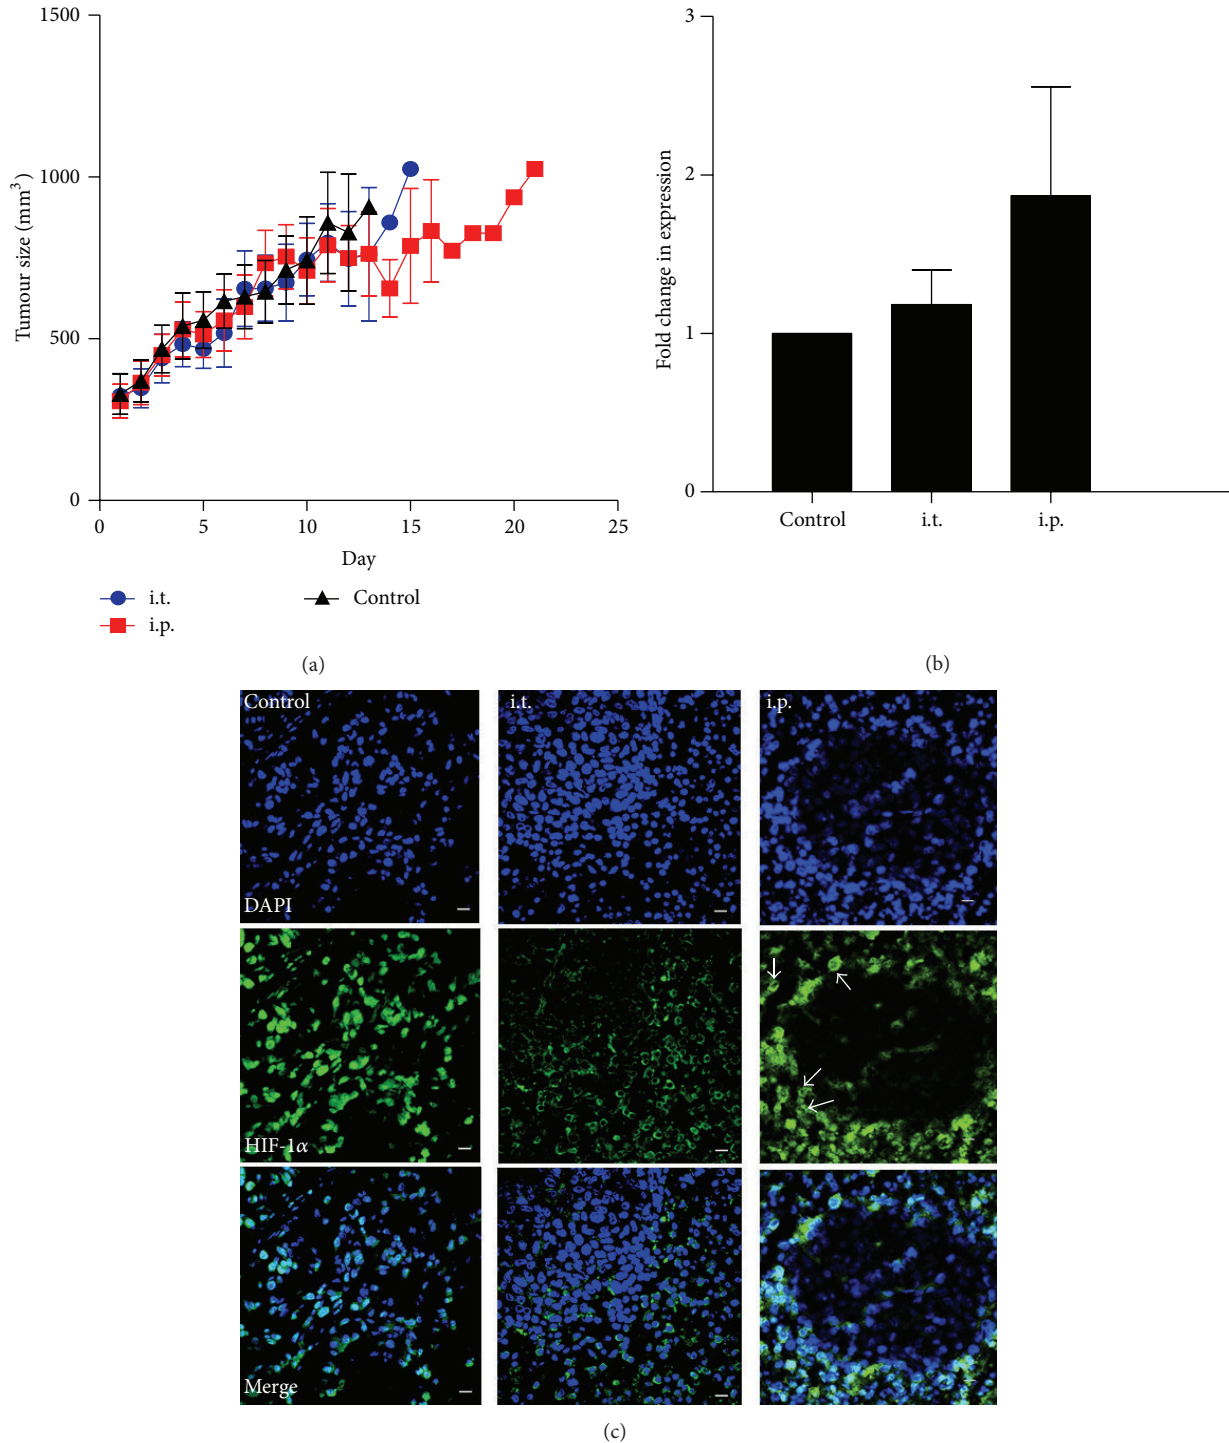 1500
1000
500
0
Tumour size (mm³)
0 5 10 15 20 25
Day
i.t.
i.p.
Control
(a)
3
2
1
0
Fold change in expression
Control i.t. i.p.
(b)
Control i.t. i.p.
DAPI
HIF-1α
Merge
(c)